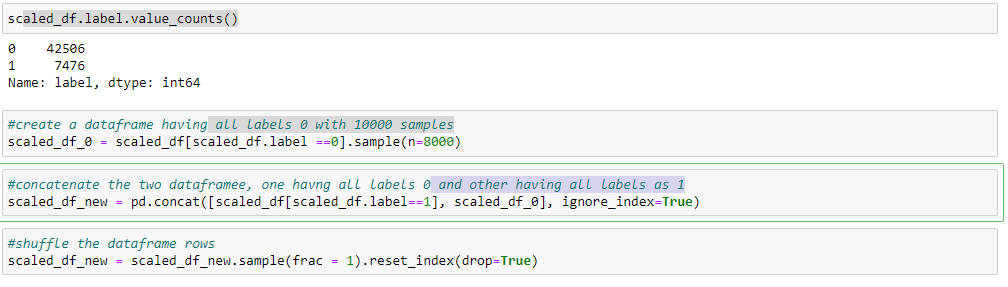 scaled_df.label.value_counts()
0    42506
1     7476
Name: label, dtype: int64
#create a dataframe having all labels 0 with 10000 samples
scaled_df_0 = scaled_df[scaled_df.label ==0].sample(n=8000)
#concatenate the two dataframee, one havng all labels 0 and other having all labels as 1
scaled_df_new = pd.concat([scaled_df[scaled_df.label==1], scaled_df_0], ignore_index=True)
#shuffle the dataframe rows
scaled_df_new = scaled_df_new.sample(frac = 1).reset_index(drop=True)